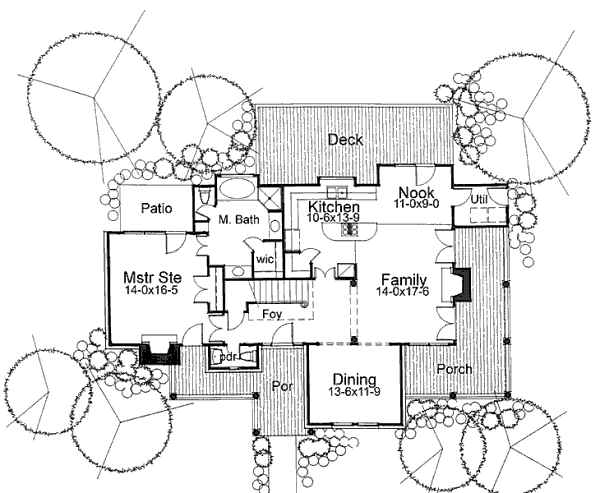 Deck
Nook
11-0x9-0
Util
Kitchen
10-6x13-9
Patio
M. Bath
wic
Mstr Ste
14-0x16-5
Family
14-0x17-6
Foy
pdr
Por
Dining
13-6x11-9
Porch